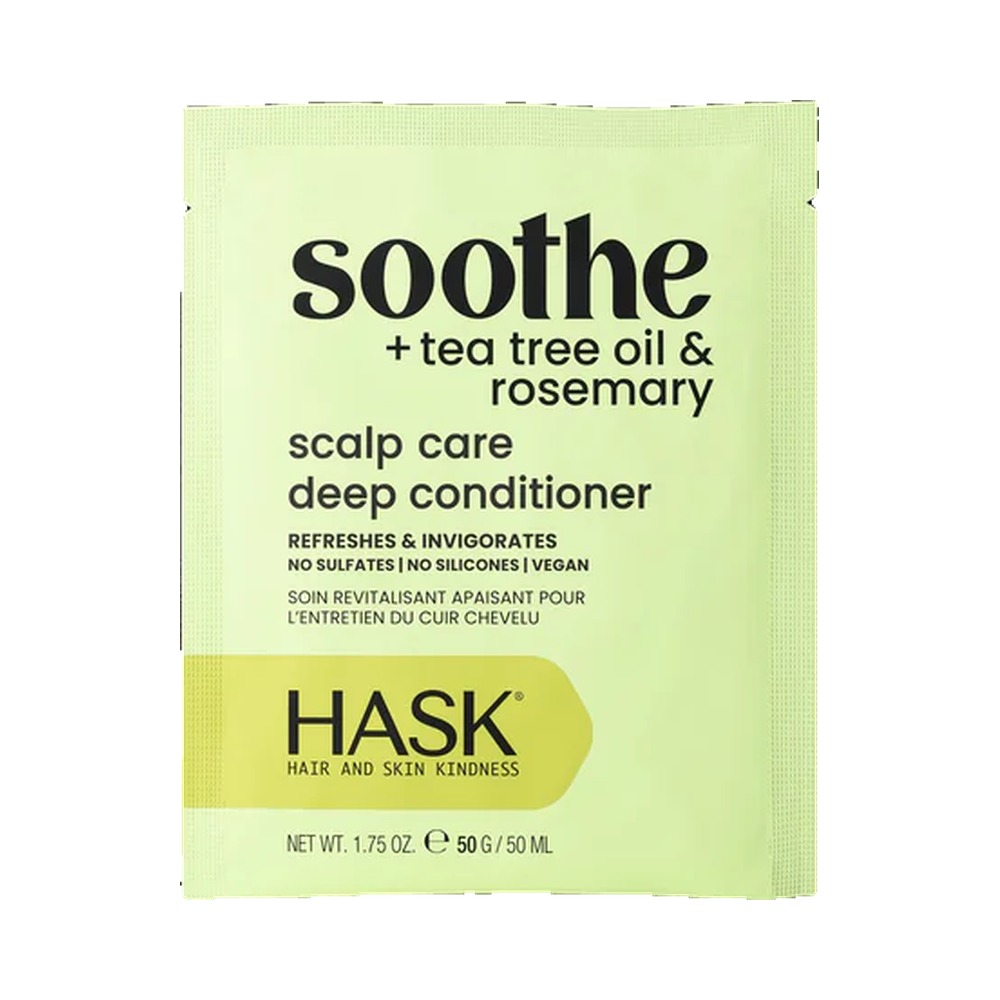 soothe
+ tea tree oil &
rosemary
scalp care
deep conditioner
REFRESHES & INVIGORATES
NO SULFATES | NO SILICONES | VEGAN
SOIN REVITALISANT APAISANT POUR
L'ENTRETIEN DU CUIR CHEVELU
HASK®
HAIR AND SKIN KINDNESS
NET WT. 1.75 OZ. ℮ 50 G / 50 ML